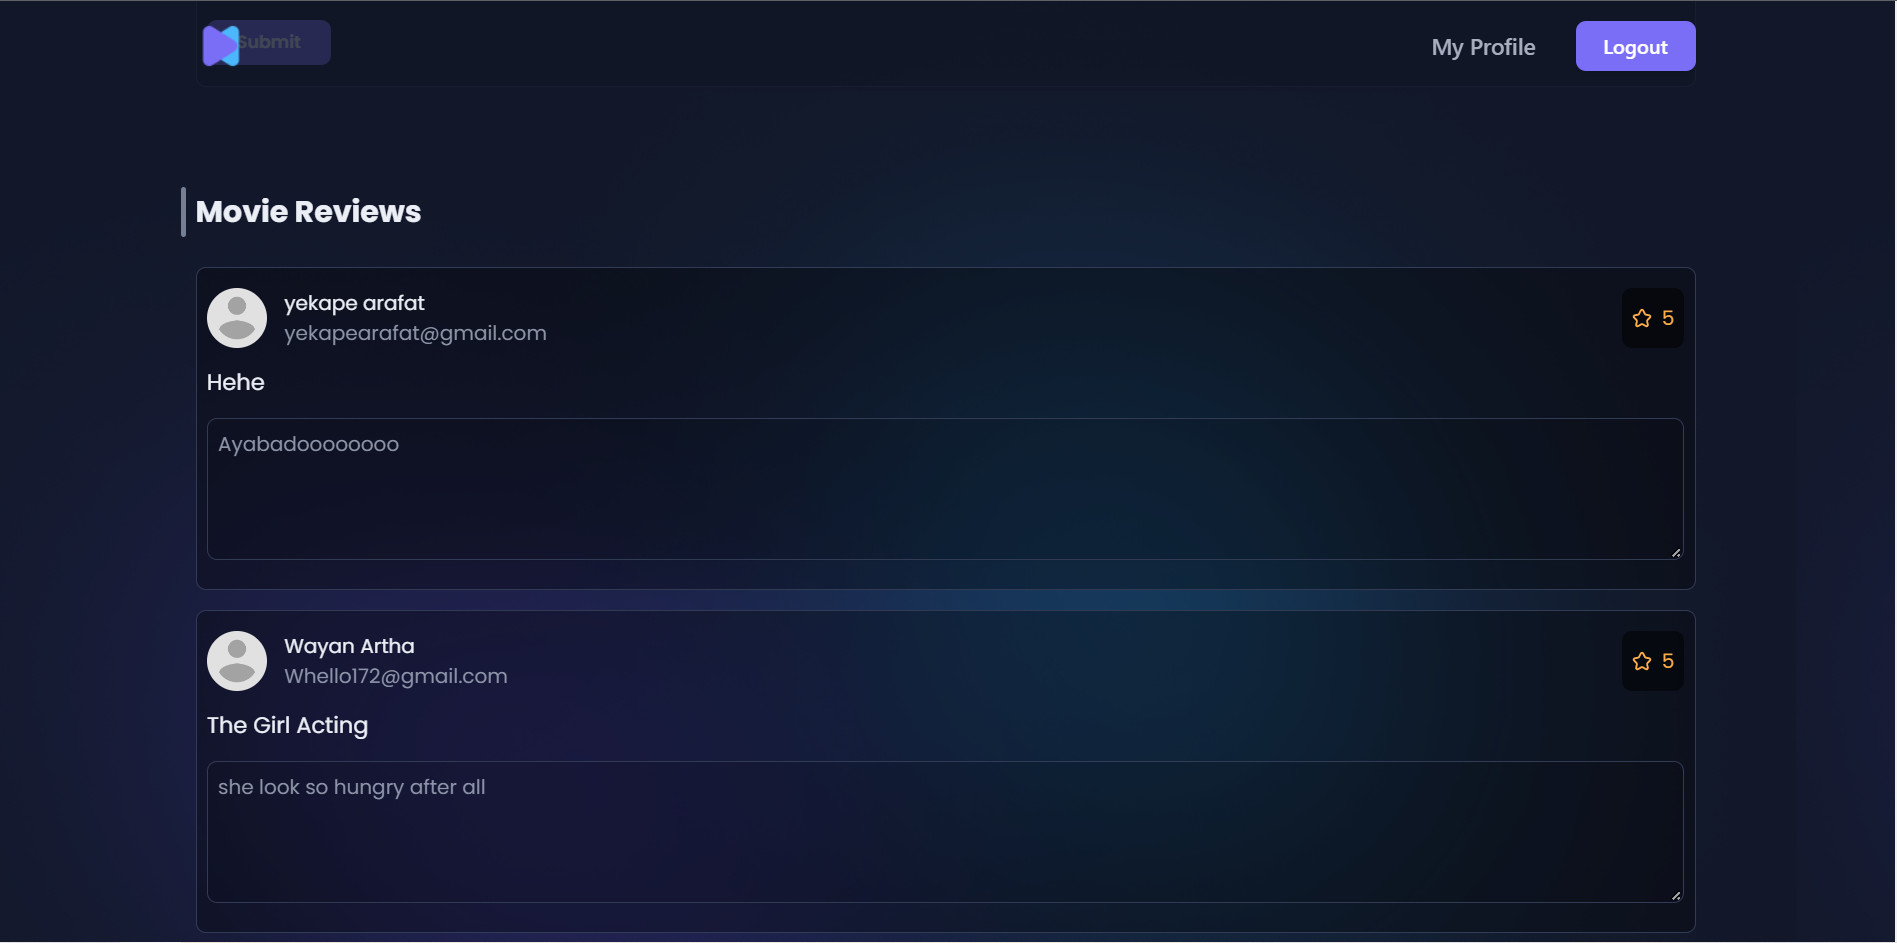 Submit
My Profile
Logout
Movie Reviews
yekape arafat
yekapearafat@gmail.com
5
Hehe
Ayabadoooooooo
Wayan Artha
Whello172@gmail.com
5
The Girl Acting
she look so hungry after all